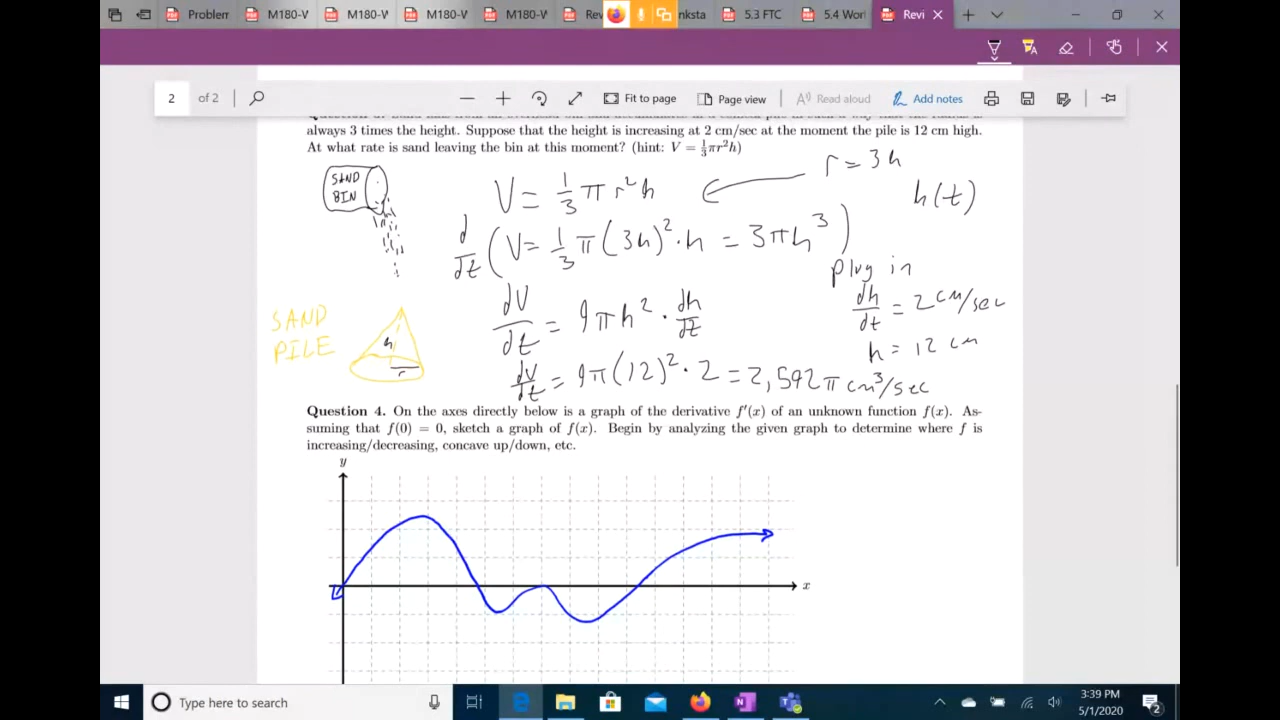 Problem M180-V M180-V M180-V M180-V Rev nksta 5.3 FTC 5.4 Wor Revi
2 of 2 Fit to page Page view Read aloud Add notes
always 3 times the height. Suppose that the height is increasing at 2 cm/sec at the moment the pile is 12 cm high.
At what rate is sand leaving the bin at this moment? (hint: V = 1/3πr²h)
r = 3h
SAND
BIN
V = 1/3 π r² h
h(t)
d/dt (V = 1/3 π (3h)² · h = 3πh³)
plug in
dh/dt = 2 cm/sec
dV/dt = 9πh² · dh/dt
SAND
PILE
h
r
h = 12 cm
dV/dt = 9π(12)² · 2 = 2,592π cm³/sec
Question 4. On the axes directly below is a graph of the derivative f′(x) of an unknown function f(x). As-
suming that f(0) = 0, sketch a graph of f(x). Begin by analyzing the given graph to determine where f is
increasing/decreasing, concave up/down, etc.
y
x
Type here to search
3:39 PM
5/1/2020
2